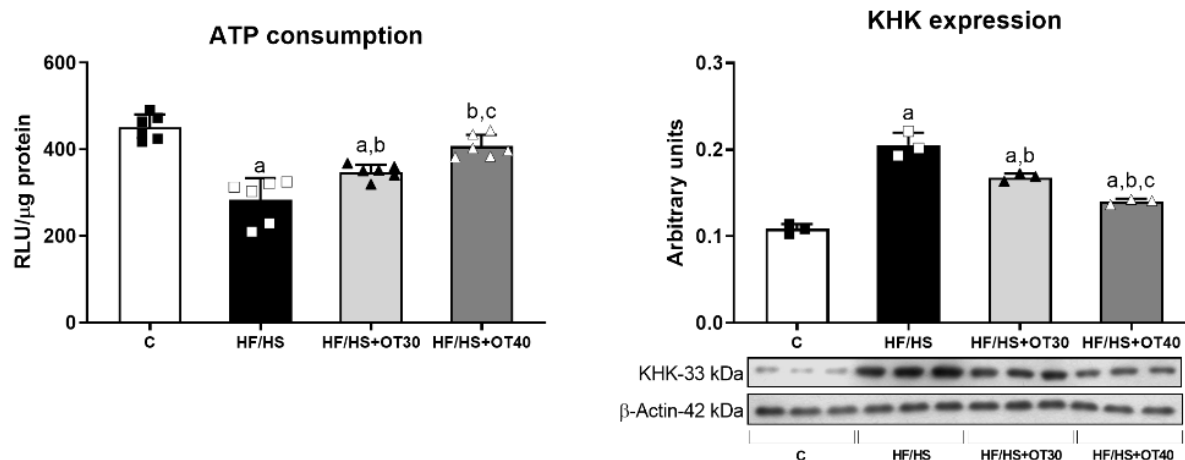 ATP consumption
RLU/μg protein
600
400
200
0
a
a,b
b,c
C
HF/HS
HF/HS+OT30
HF/HS+OT40
KHK expression
Arbitrary units
0.3
0.2
0.1
0.0
a
a,b
a,b,c
C
HF/HS
HF/HS+OT30
HF/HS+OT40
KHK-33 kDa
β-Actin-42 kDa
C
HF/HS
HF/HS+OT30
HF/HS+OT40